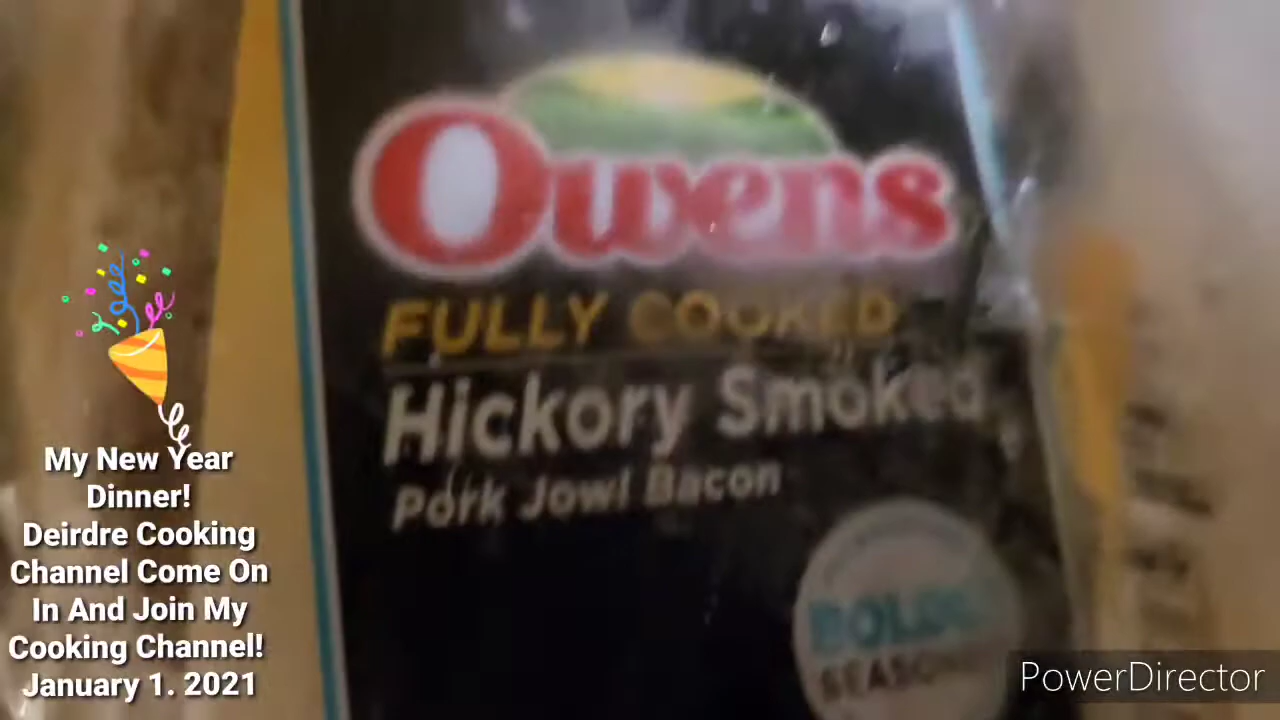 Owens
FULLY COOKED
Hickory Smoked
Pork Jowl Bacon
My New Year
Dinner!
Deirdre Cooking
Channel Come On
In And Join My
Cooking Channel!
January 1. 2021
PowerDirector